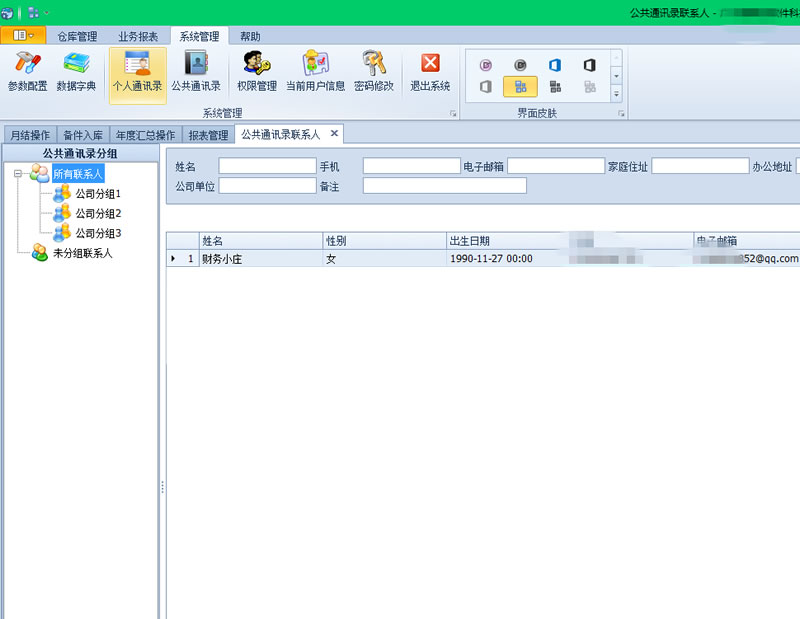 公共通讯录联系人 -
仓库管理 业务报表 系统管理 帮助
参数配置 数据字典 个人通讯录 公共通讯录 权限管理 当前用户信息 密码修改 退出系统
系统管理 界面皮肤
月结操作 备件入库 年度汇总操作 报表管理 公共通讯录联系人
公共通讯录分组
所有联系人
公司分组1
公司分组2
公司分组3
未分组联系人
姓名 手机 电子邮箱 家庭住址 办公地址
公司单位 备注
姓名 性别 出生日期 电子邮箱
1 财务小庄 女 1990-11-27 00:00 852@qq.com